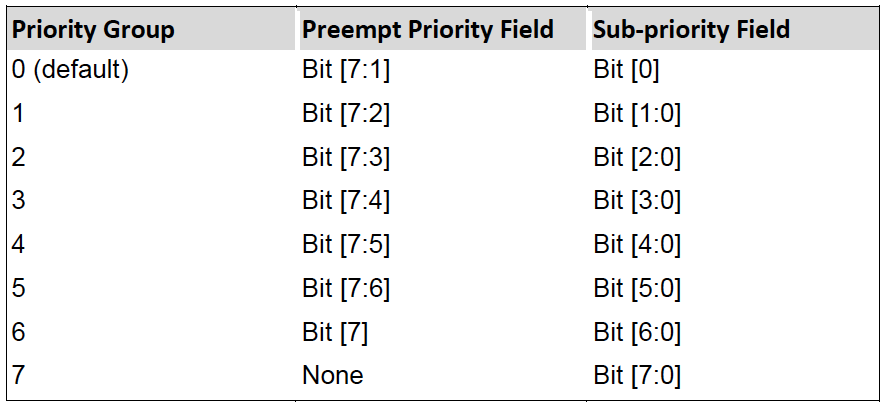 Priority Group Preempt Priority Field Sub-priority Field
0 (default) Bit [7:1] Bit [0]
1 Bit [7:2] Bit [1:0]
2 Bit [7:3] Bit [2:0]
3 Bit [7:4] Bit [3:0]
4 Bit [7:5] Bit [4:0]
5 Bit [7:6] Bit [5:0]
6 Bit [7] Bit [6:0]
7 None Bit [7:0]